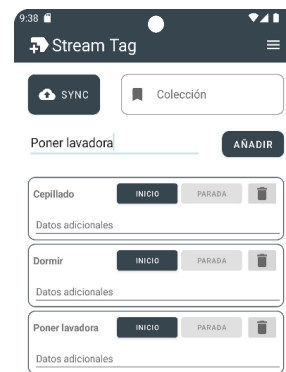 9:38
Stream Tag
SYNC
Colección
Poner lavadora
AÑADIR
Cepillado INICIO PARADA
Datos adicionales
Dormir INICIO PARADA
Datos adicionales
Poner lavadora INICIO PARADA
Datos adicionales